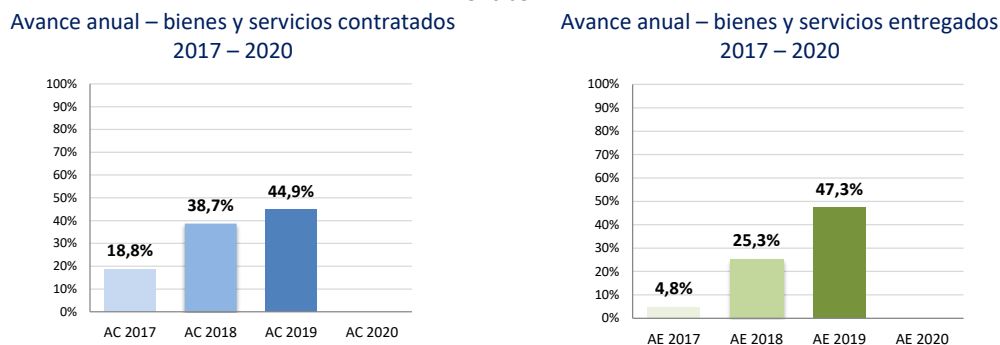 Avance anual – bienes y servicios contratados
2017 – 2020
100%
90%
80%
70%
60%
50%
40%
30%
20%
10%
0%
18,8%
38,7%
44,9%
AC 2017
AC 2018
AC 2019
AC 2020
Avance anual – bienes y servicios entregados
2017 – 2020
100%
90%
80%
70%
60%
50%
40%
30%
20%
10%
0%
4,8%
25,3%
47,3%
AE 2017
AE 2018
AE 2019
AE 2020